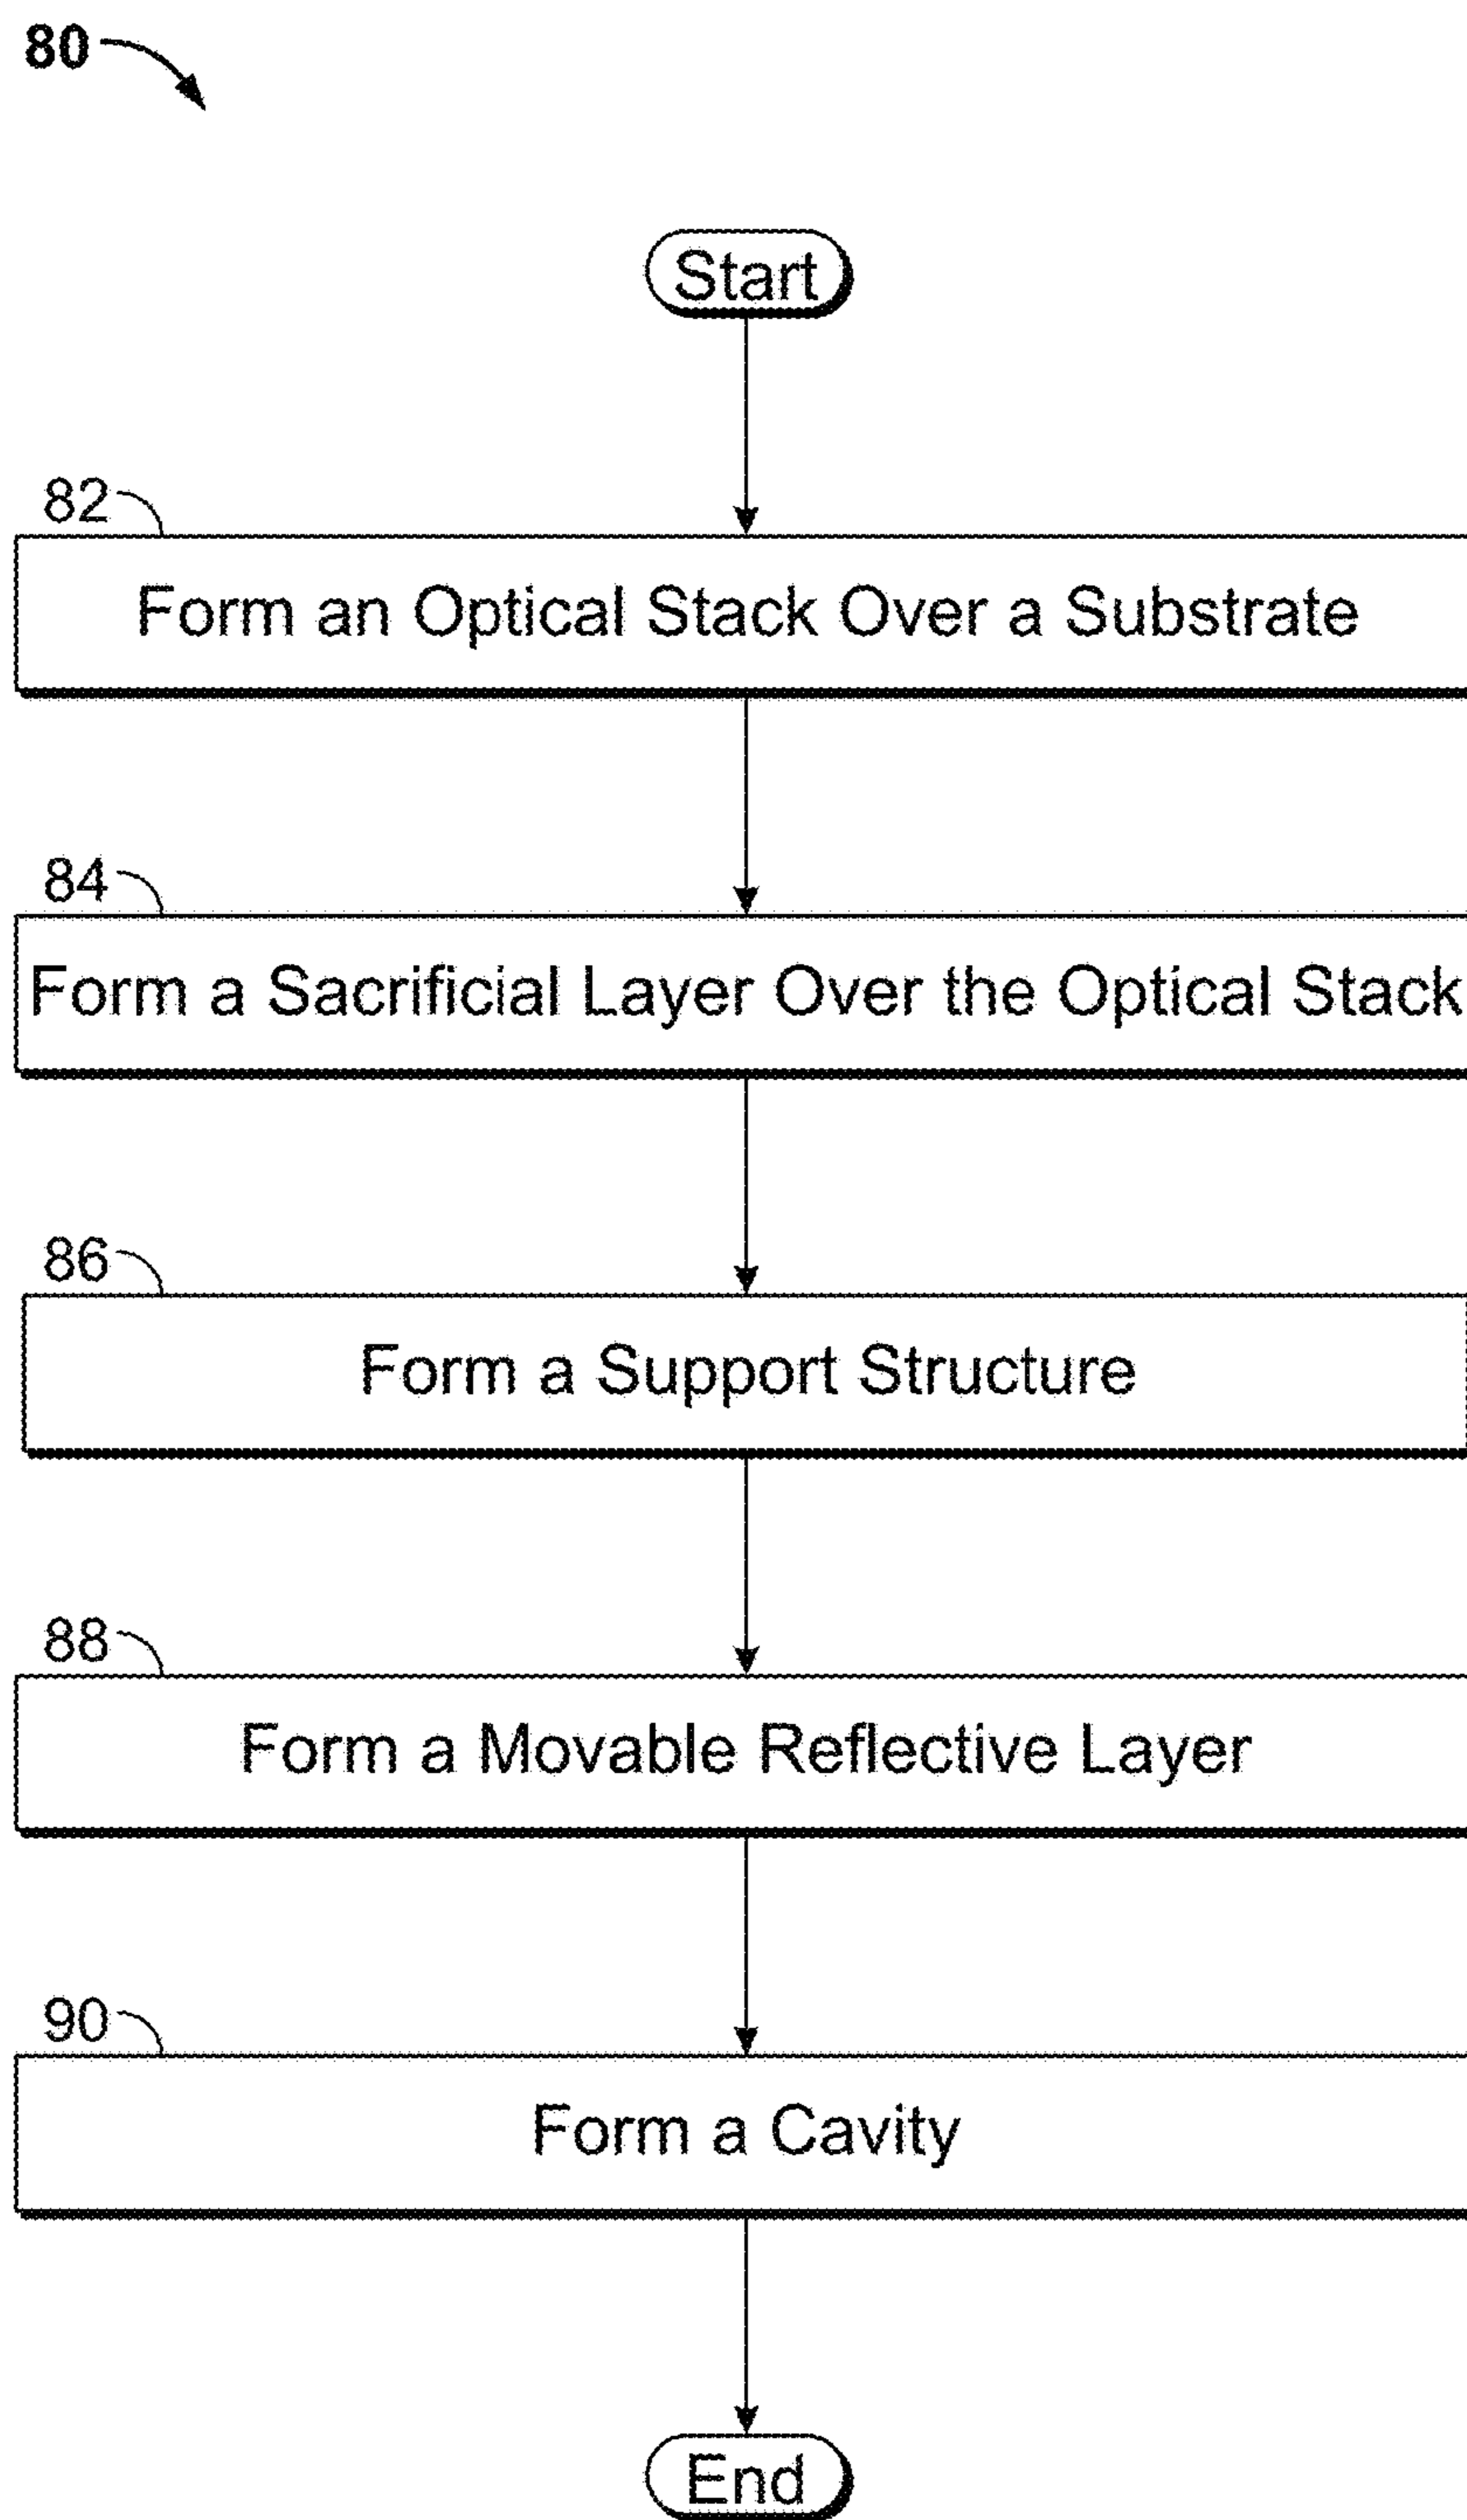 80
Start
82
Form an Optical Stack Over a Substrate
84
Form a Sacrificial Layer Over the Optical Stack
86
Form a Support Structure
88
Form a Movable Reflective Layer
90
Form a Cavity
End